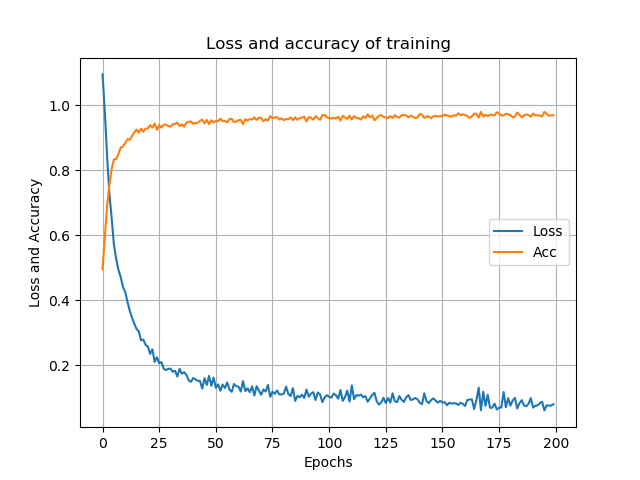 Loss and accuracy of training
Loss and Accuracy
1.0
0.8
0.6
0.4
0.2
Loss
Acc
0 25 50 75 100 125 150 175 200
Epochs